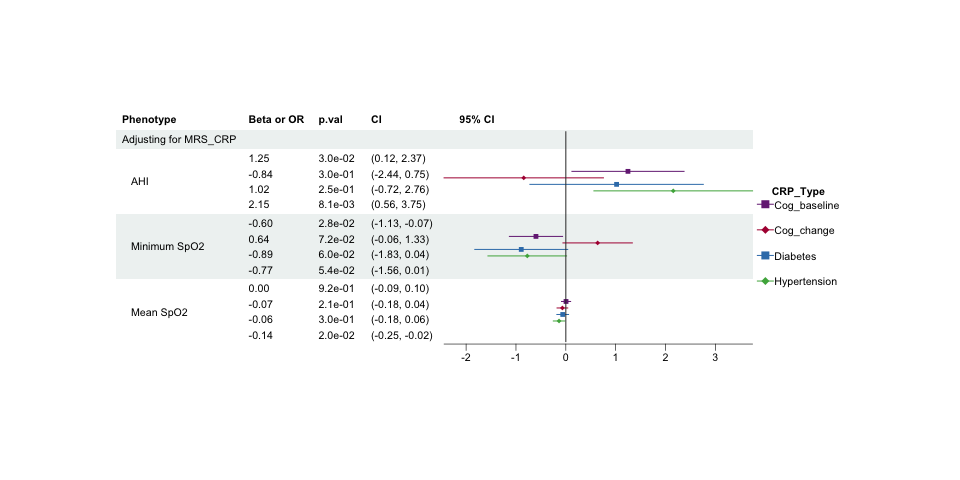 Phenotype Beta or OR p.val CI 95% CI
Adjusting for MRS_CRP
1.25 3.0e-02 (0.12, 2.37)
-0.84 3.0e-01 (-2.44, 0.75)
AHI
1.02 2.5e-01 (-0.72, 2.76)
2.15 8.1e-03 (0.56, 3.75)
-0.60 2.8e-02 (-1.13, -0.07)
0.64 7.2e-02 (-0.06, 1.33)
Minimum SpO2
-0.89 6.0e-02 (-1.83, 0.04)
-0.77 5.4e-02 (-1.56, 0.01)
0.00 9.2e-01 (-0.09, 0.10)
-0.07 2.1e-01 (-0.18, 0.04)
Mean SpO2
-0.06 3.0e-01 (-0.18, 0.06)
-0.14 2.0e-02 (-0.25, -0.02)
-2 -1 0 1 2 3
CRP_Type
Cog_baseline
Cog_change
Diabetes
Hypertension